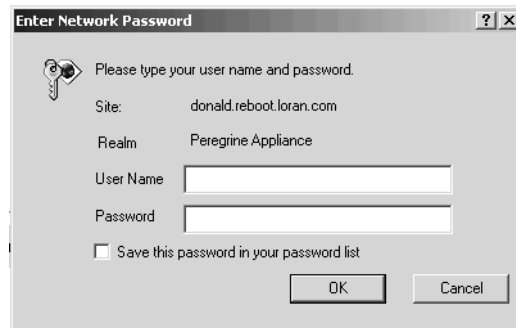 Enter Network Password
? X
Please type your user name and password.
Site: donald.reboot.loran.com
Realm Peregrine Appliance
User Name
Password
Save this password in your password list
OK Cancel